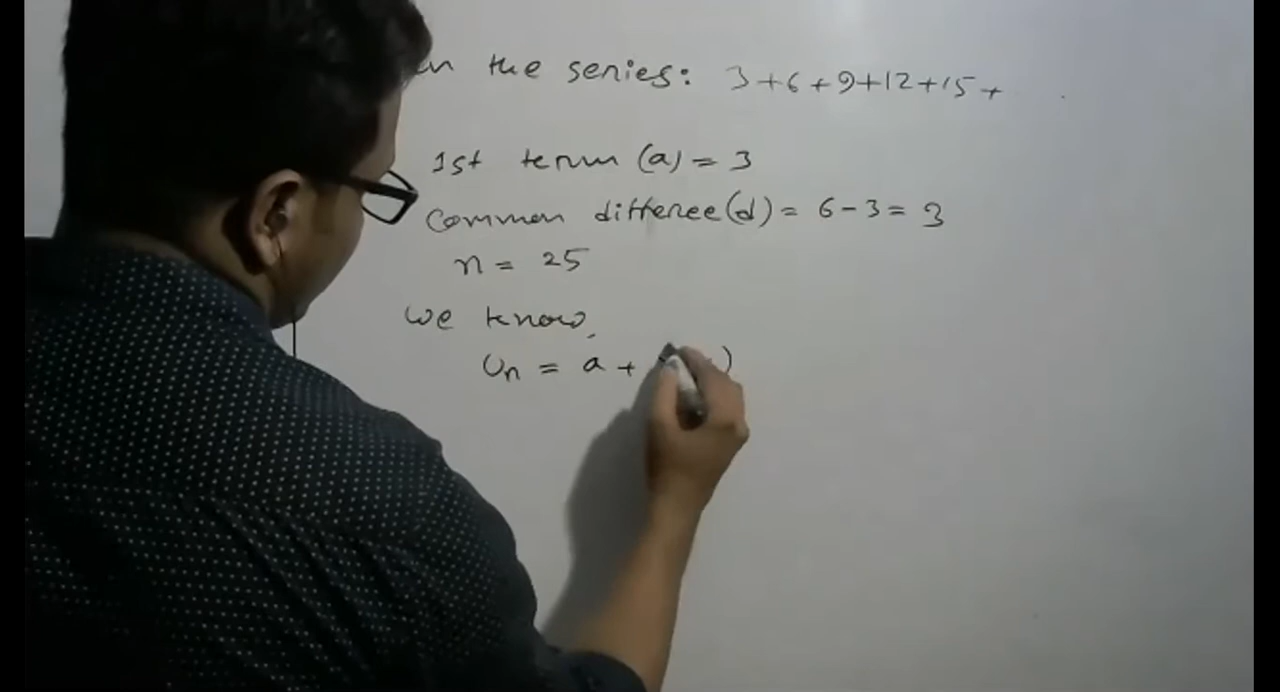 the series: 3+6+9+12+15+
1st term (a) = 3
Common difference(d) = 6-3 = 3
n = 25
we know,
Un = a + )